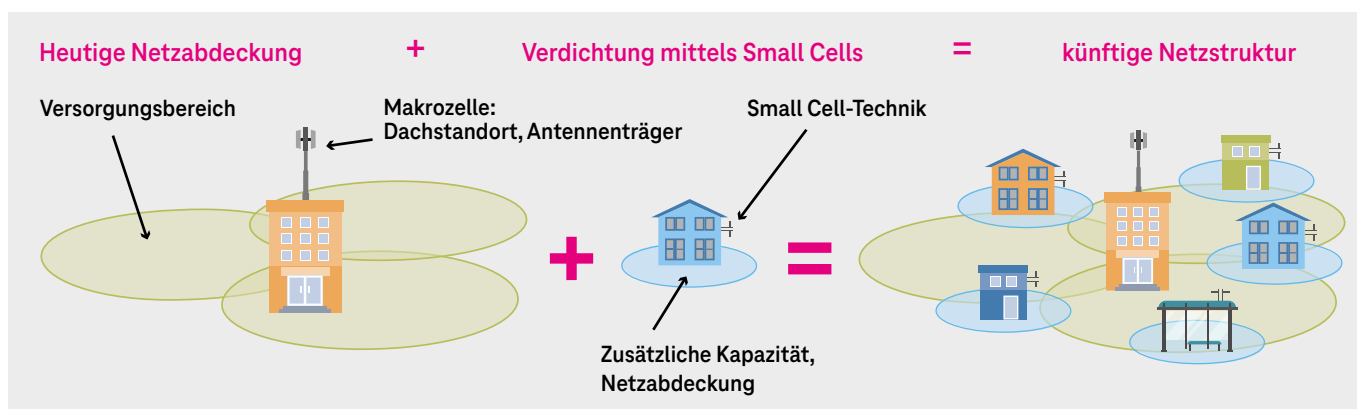 Heutige Netzabdeckung + Verdichtung mittels Small Cells = künftige Netzstruktur
Versorgungsbereich
Makrozelle:
Dachstandort, Antennenträger
Small Cell-Technik
+ =
Zusätzliche Kapazität,
Netzabdeckung